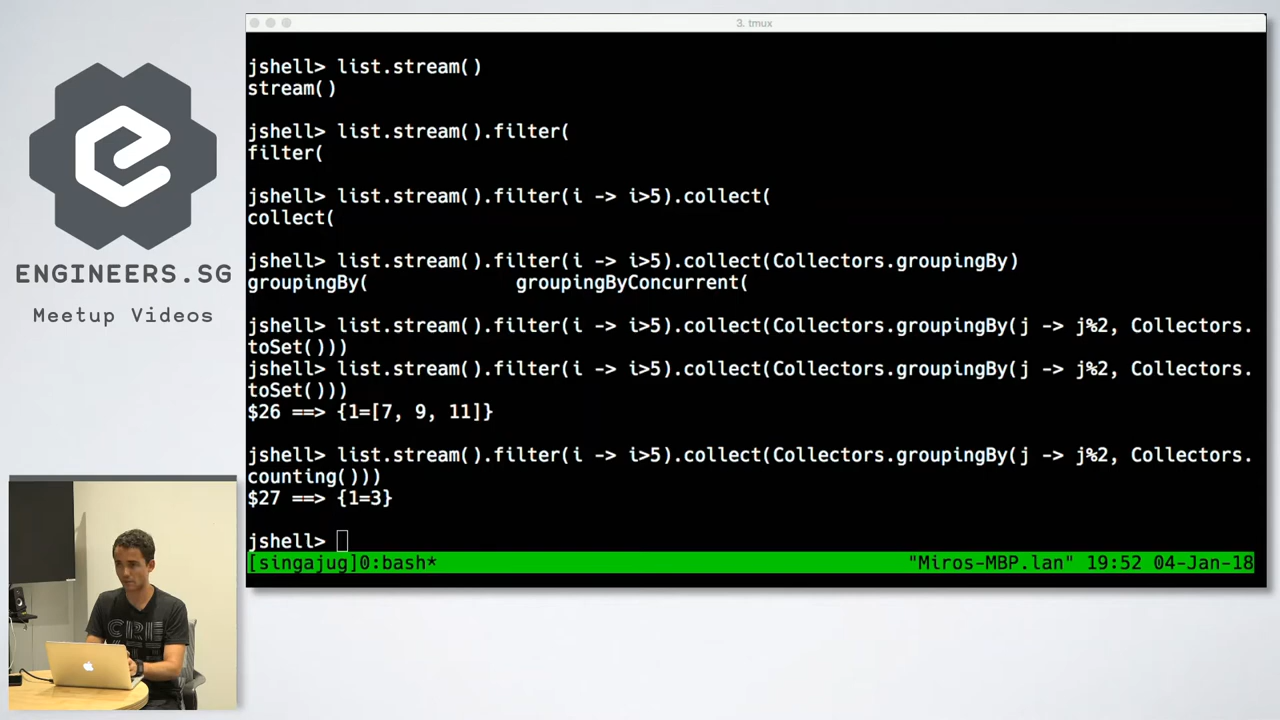 3. tmux
jshell> list.stream()
stream()
jshell> list.stream().filter(
filter(
jshell> list.stream().filter(i -> i>5).collect(
collect(
jshell> list.stream().filter(i -> i>5).collect(Collectors.groupingBy)
groupingBy( groupingByConcurrent(
jshell> list.stream().filter(i -> i>5).collect(Collectors.groupingBy(j -> j%2, Collectors.
toSet()))
jshell> list.stream().filter(i -> i>5).collect(Collectors.groupingBy(j -> j%2, Collectors.
toSet()))
$26 ==> {1=[7, 9, 11]}
jshell> list.stream().filter(i -> i>5).collect(Collectors.groupingBy(j -> j%2, Collectors.
counting()))
$27 ==> {1=3}
jshell>
[singajug]0:bash* "Miros-MBP.lan" 19:52 04-Jan-18
ENGINEERS.SG
Meetup Videos